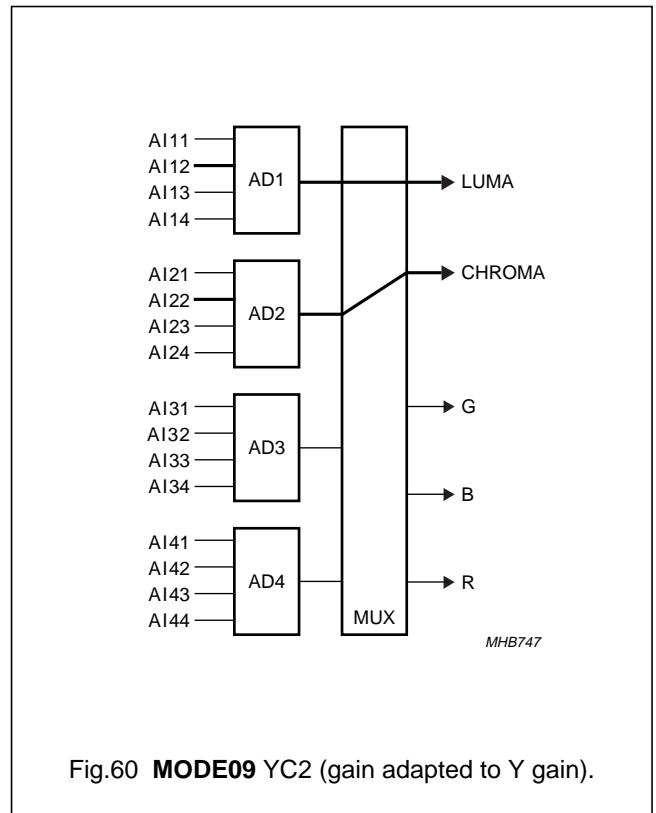 AI11
AI12
AI13
AI14
AD1
LUMA
AI21
AI22
AI23
AI24
AD2
CHROMA
AI31
AI32
AI33
AI34
AD3
G
B
AI41
AI42
AI43
AI44
AD4
R
MUX
MHB747
Fig.60 MODE09 YC2 (gain adapted to Y gain).